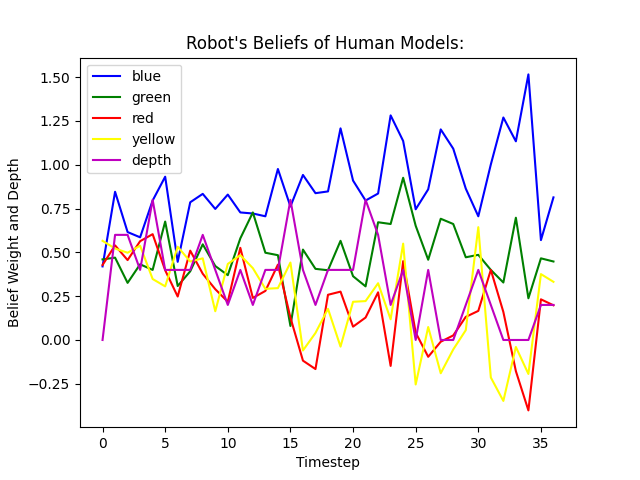 Robot's Beliefs of Human Models:
blue
green
red
yellow
depth
Belief Weight and Depth
1.50
1.25
1.00
0.75
0.50
0.25
0.00
−0.25
0 5 10 15 20 25 30 35
Timestep